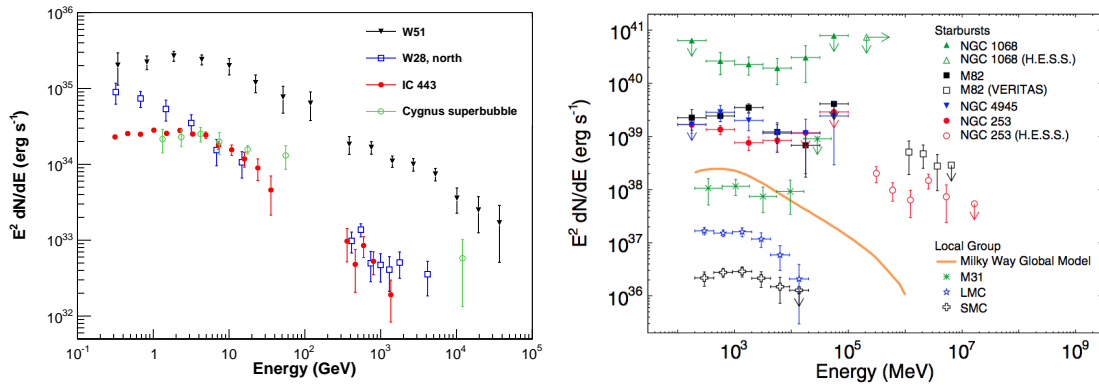 10^36
10^35
10^34
10^33
10^32
E^2 dN/dE (erg s^-1)
W51
W28, north
IC 443
Cygnus superbubble
10^-1 1 10 10^2 10^3 10^4 10^5
Energy (GeV)
10^41
10^40
10^39
10^38
10^37
10^36
E^2 dN/dE (erg s^-1)
Starbursts
NGC 1068
NGC 1068 (H.E.S.S.)
M82
M82 (VERITAS)
NGC 4945
NGC 253
NGC 253 (H.E.S.S.)
Local Group
Milky Way Global Model
M31
LMC
SMC
10^3 10^5 10^7 10^9
Energy (MeV)